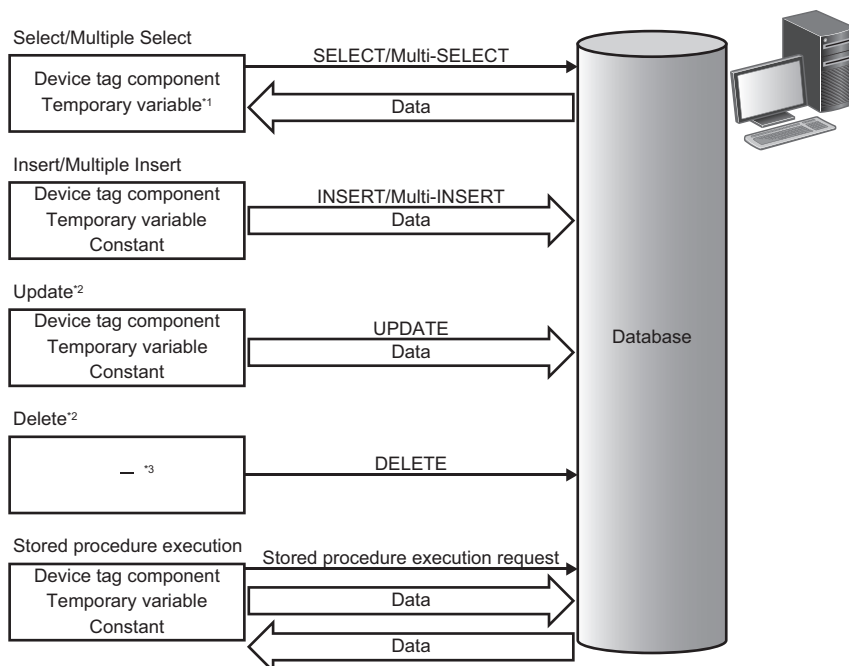 Select/Multiple Select
Device tag component
Temporary variable*1
SELECT/Multi-SELECT
Data
Insert/Multiple Insert
Device tag component
Temporary variable
Constant
INSERT/Multi-INSERT
Data
Update*2
Device tag component
Temporary variable
Constant
UPDATE
Data
Database
Delete*2
— *3
DELETE
Stored procedure execution
Device tag component
Temporary variable
Constant
Stored procedure execution request
Data
Data